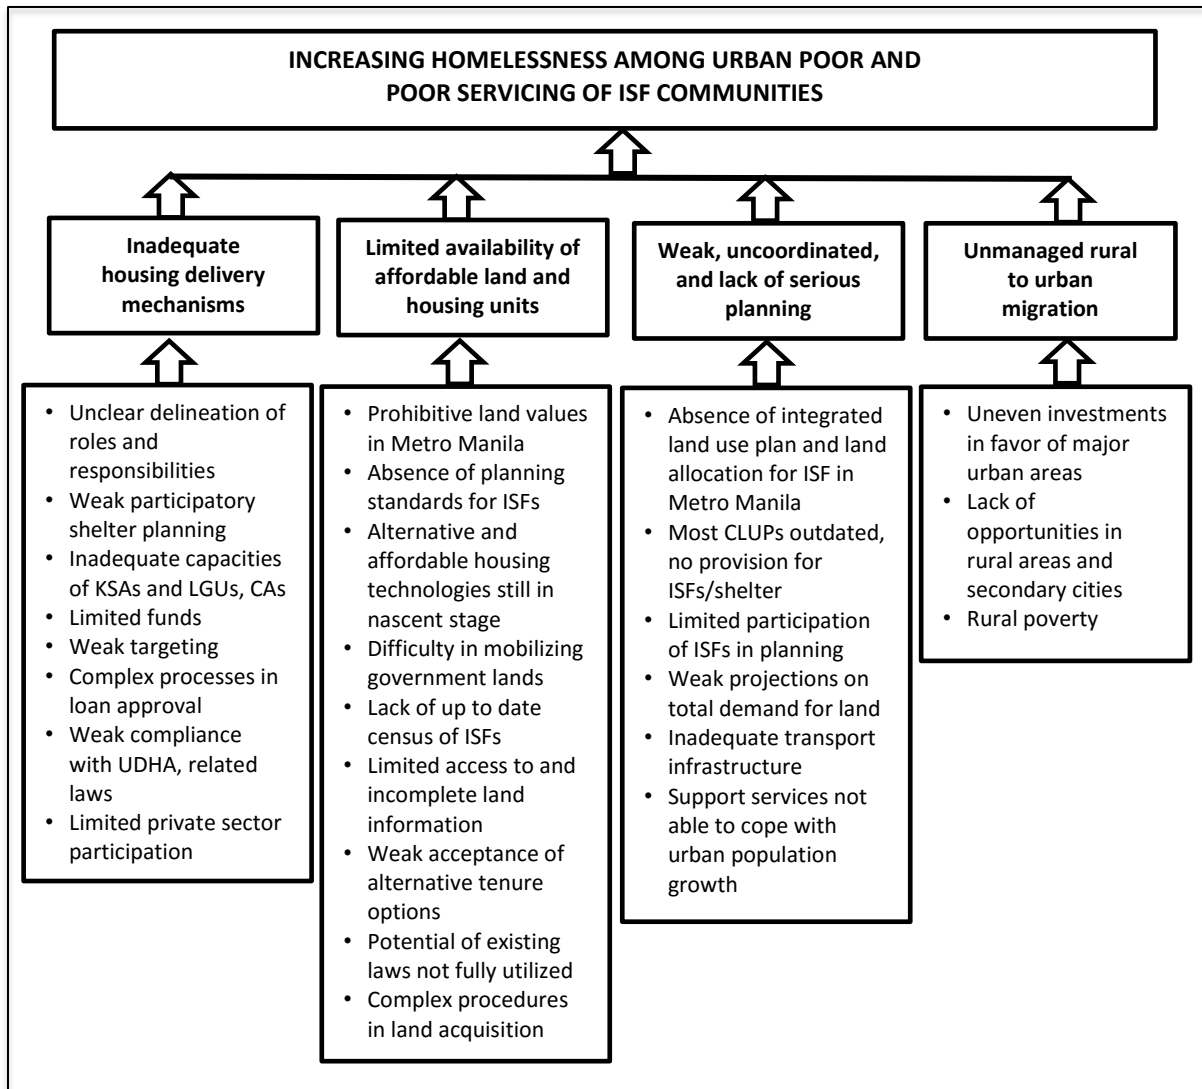 INCREASING HOMELESSNESS AMONG URBAN POOR AND
POOR SERVICING OF ISF COMMUNITIES
Inadequate
housing delivery
mechanisms
Limited availability of
affordable land and
housing units
Weak, uncoordinated,
and lack of serious
planning
Unmanaged rural
to urban
migration
• Unclear delineation of
roles and
responsibilities
• Weak participatory
shelter planning
• Inadequate capacities
of KSAs and LGUs, CAs
• Limited funds
• Weak targeting
• Complex processes in
loan approval
• Weak compliance
with UDHA, related
laws
• Limited private sector
participation
• Prohibitive land values
in Metro Manila
• Absence of planning
standards for ISFs
• Alternative and
affordable housing
technologies still in
nascent stage
• Difficulty in mobilizing
government lands
• Lack of up to date
census of ISFs
• Limited access to and
incomplete land
information
• Weak acceptance of
alternative tenure
options
• Potential of existing
laws not fully utilized
• Complex procedures
in land acquisition
• Absence of integrated
land use plan and land
allocation for ISF in
Metro Manila
• Most CLUPs outdated,
no provision for
ISFs/shelter
• Limited participation
of ISFs in planning
• Weak projections on
total demand for land
• Inadequate transport
infrastructure
• Support services not
able to cope with
urban population
growth
• Uneven investments
in favor of major
urban areas
• Lack of
opportunities in
rural areas and
secondary cities
• Rural poverty